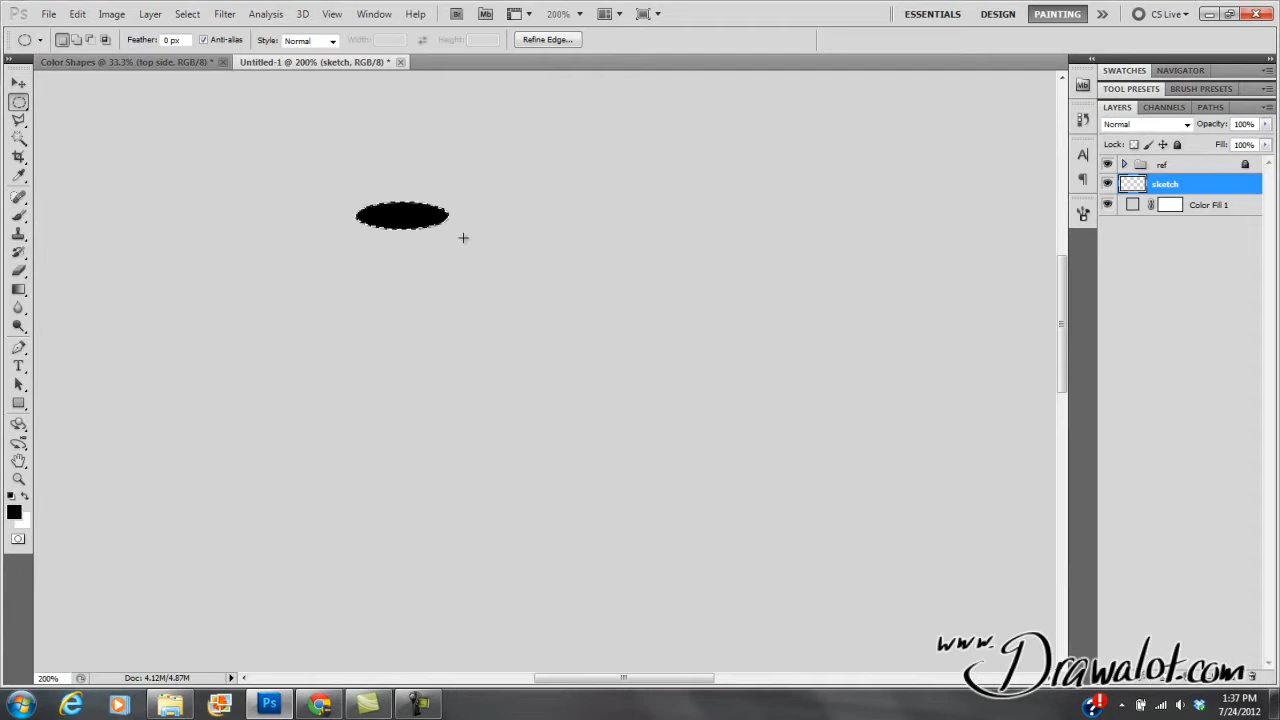 Ps File Edit Image Layer Select Filter Analysis 3D View Window Help Br Mb 200% ESSENTIALS DESIGN PAINTING CS Live
Feather: 0 px Anti-alias Style: Normal Width: Height: Refine Edge...
Color Shapes @ 33.3% (top side, RGB/8) * Untitled-1 @ 200% (sketch, RGB/8) *
SWATCHES NAVIGATOR
TOOL PRESETS BRUSH PRESETS
LAYERS CHANNELS PATHS
Normal Opacity: 100%
Lock: Fill: 100%
ref
sketch
Color Fill 1
200% Doc: 4.12M/4.87M
www.Drawalot.com
1:37 PM
7/24/2012